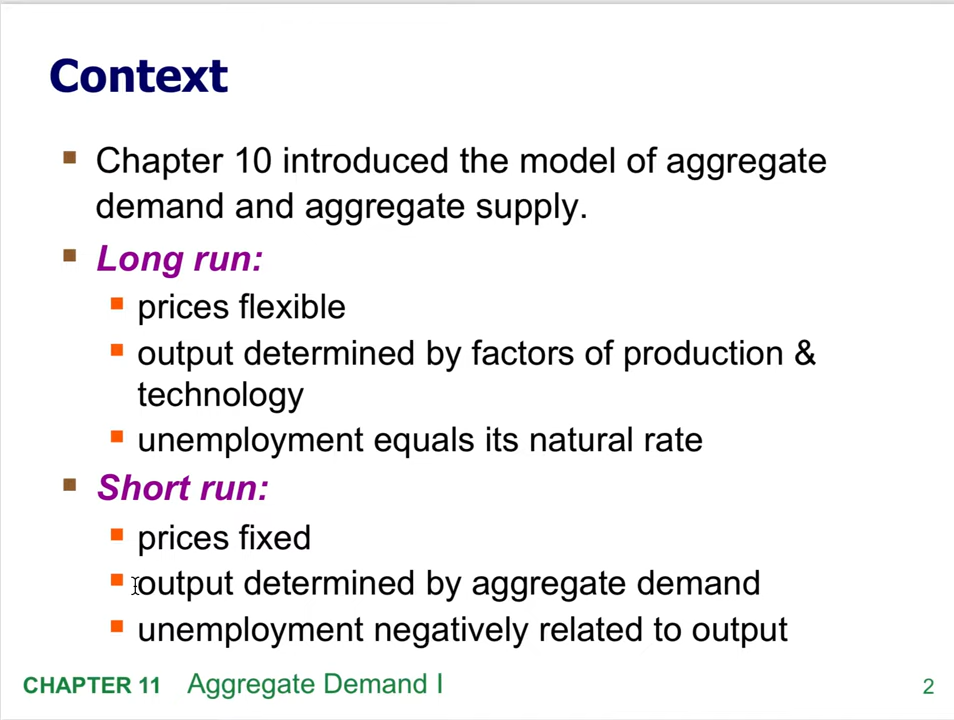 Context
Chapter 10 introduced the model of aggregate
demand and aggregate supply.
Long run:
prices flexible
output determined by factors of production &
technology
unemployment equals its natural rate
Short run:
prices fixed
output determined by aggregate demand
unemployment negatively related to output
CHAPTER 11 Aggregate Demand I 2